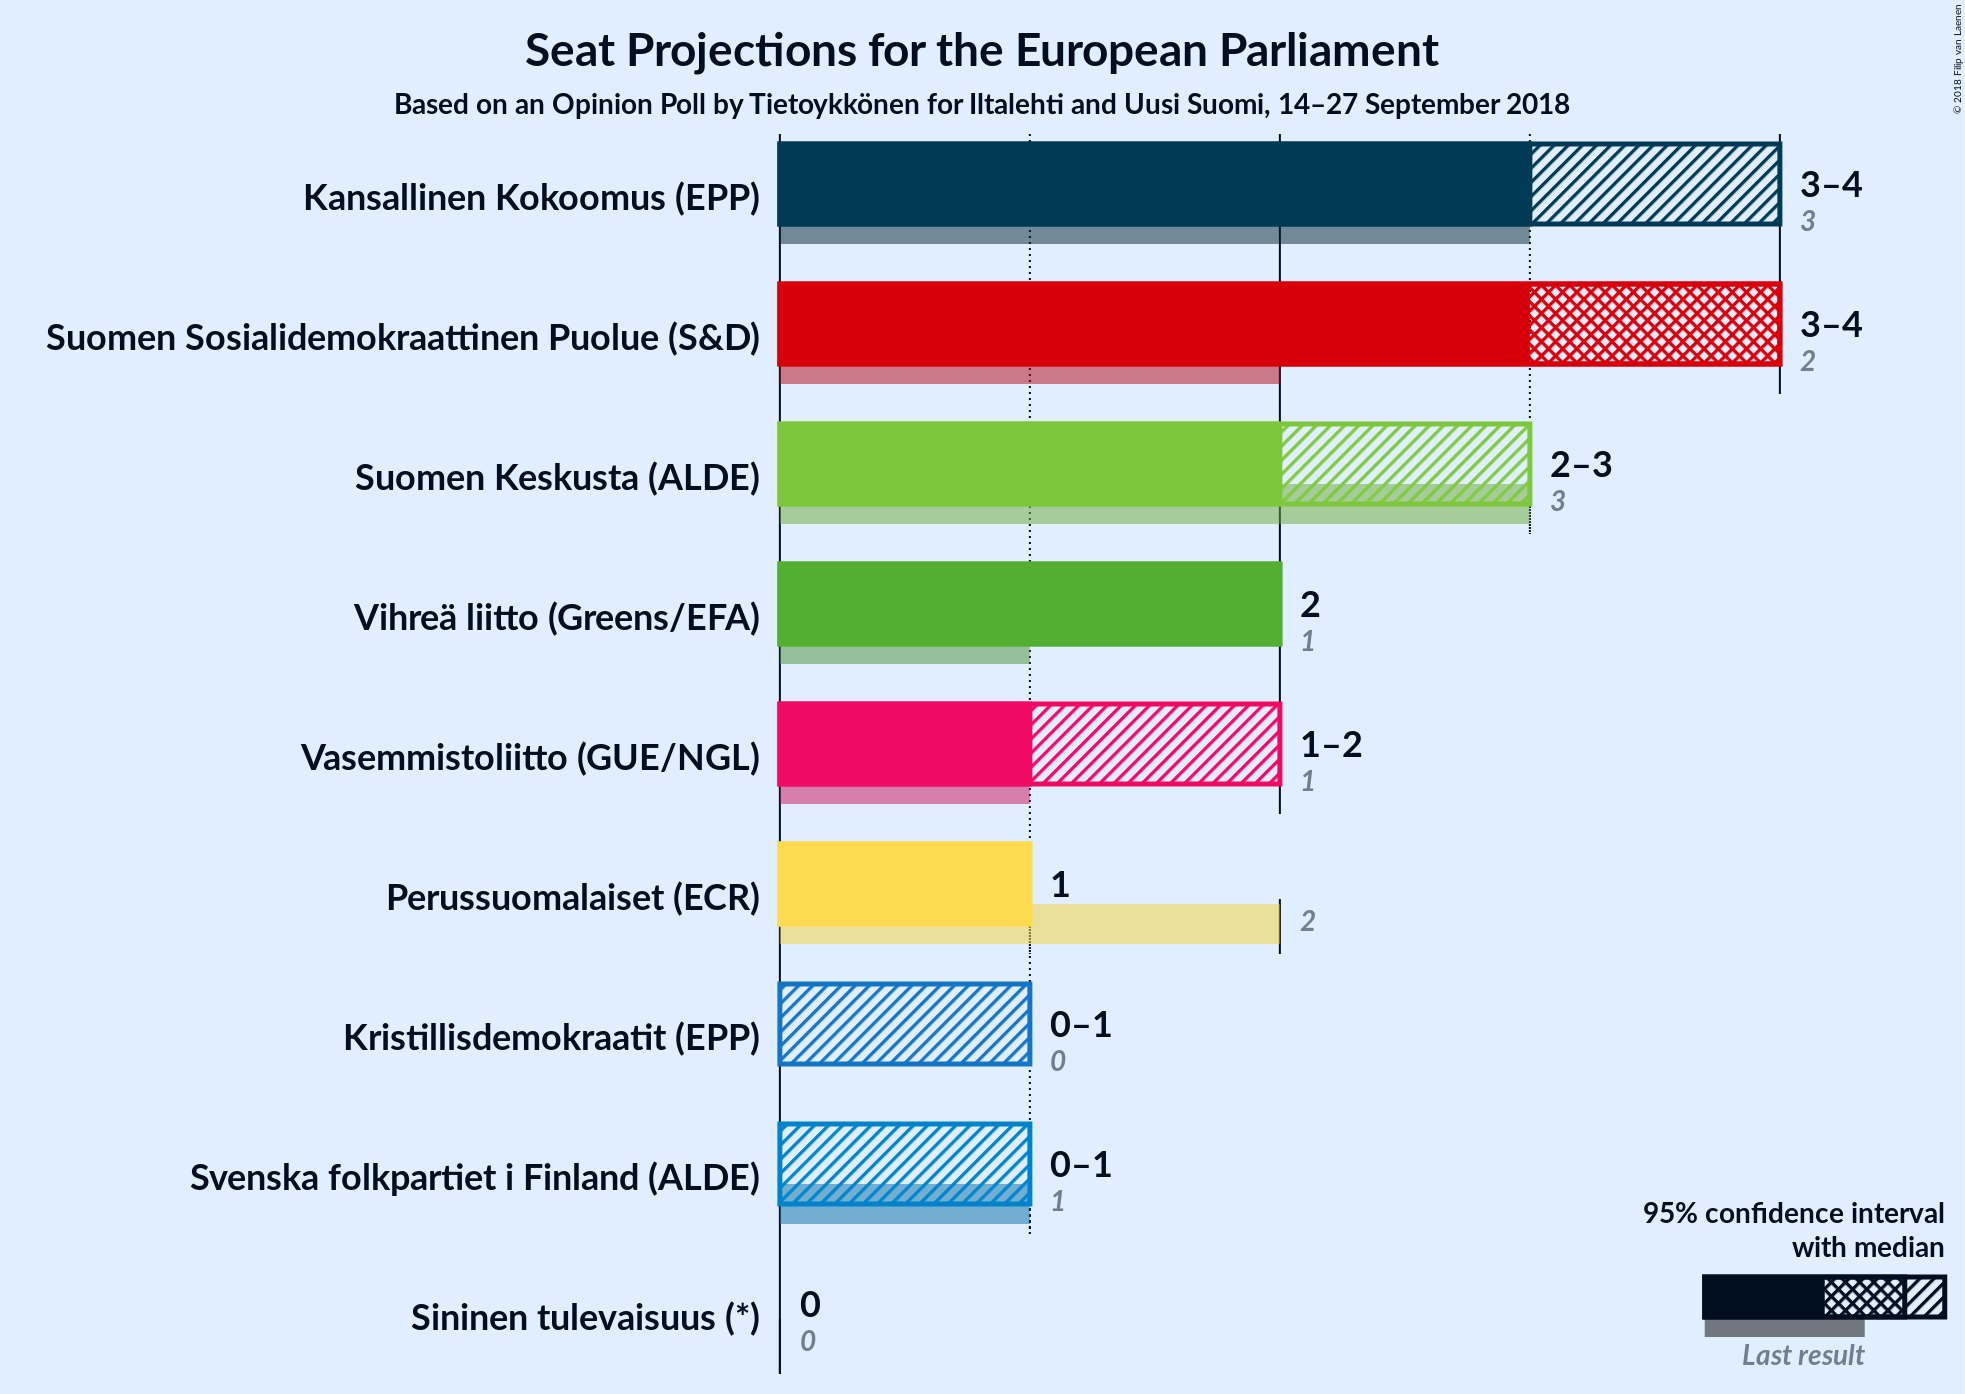 Seat Projections for the European Parliament
Based on an Opinion Poll by Tietoykkönen for Iltalehti and Uusi Suomi, 14–27 September 2018
© 2018 Filip van Laenen
Kansallinen Kokoomus (EPP)
3–4
3
Suomen Sosialidemokraattinen Puolue (S&D)
3–4
2
Suomen Keskusta (ALDE)
2–3
3
Vihreä liitto (Greens/EFA)
2
1
Vasemmistoliitto (GUE/NGL)
1–2
1
Perussuomalaiset (ECR)
1
2
Kristillisdemokraatit (EPP)
0–1
0
Svenska folkpartiet i Finland (ALDE)
0–1
1
Sininen tulevaisuus (*)
0
0
95% confidence interval
with median
Last result